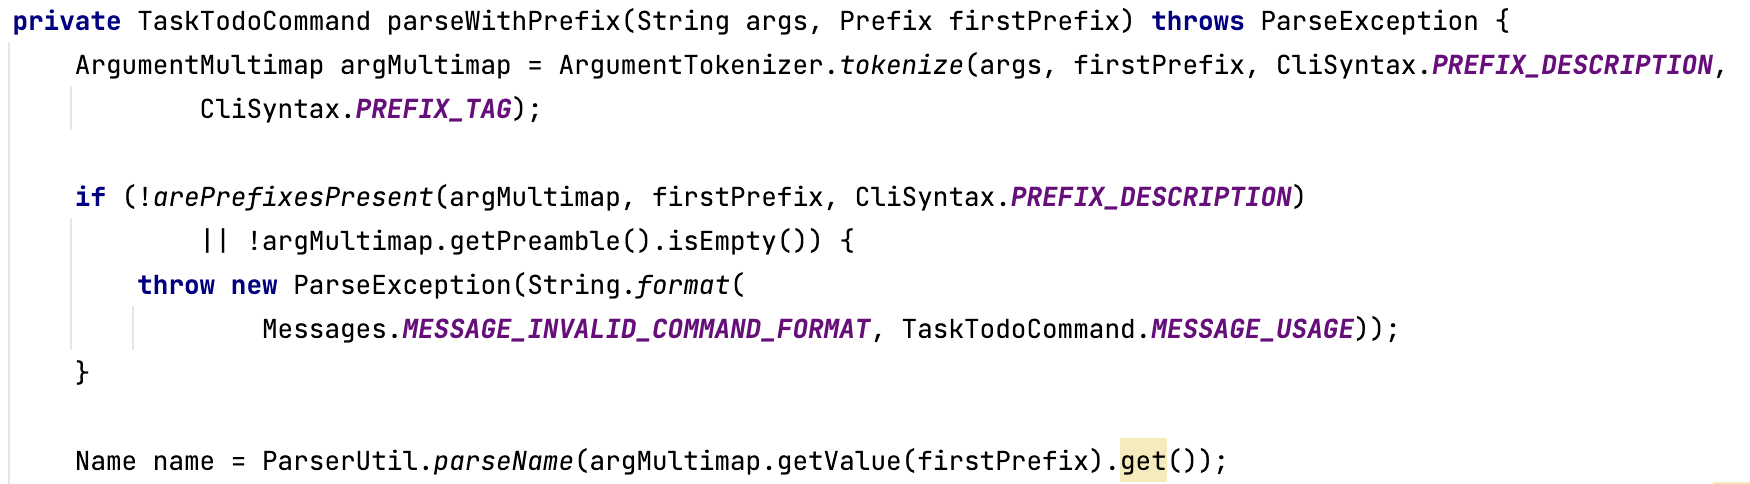 private TaskTodoCommand parseWithPrefix(String args, Prefix firstPrefix) throws ParseException {
    ArgumentMultimap argMultimap = ArgumentTokenizer.tokenize(args, firstPrefix, CliSyntax.PREFIX_DESCRIPTION,
            CliSyntax.PREFIX_TAG);
    if (!arePrefixesPresent(argMultimap, firstPrefix, CliSyntax.PREFIX_DESCRIPTION)
            || !argMultimap.getPreamble().isEmpty()) {
        throw new ParseException(String.format(
                Messages.MESSAGE_INVALID_COMMAND_FORMAT, TaskTodoCommand.MESSAGE_USAGE));
    }
    Name name = ParserUtil.parseName(argMultimap.getValue(firstPrefix).get());